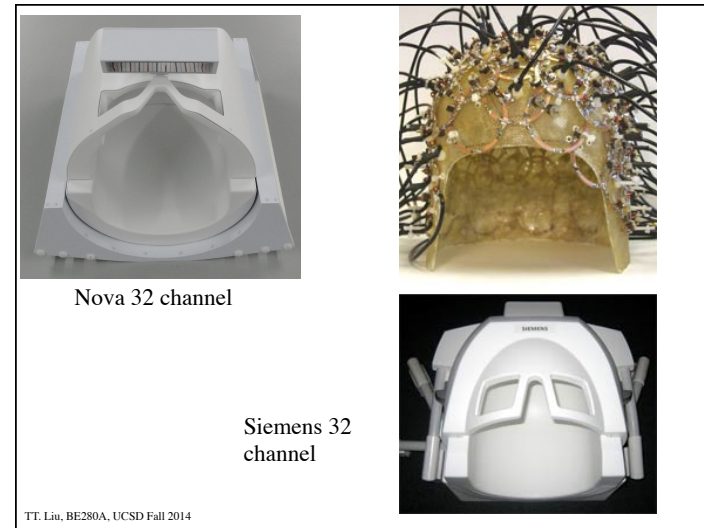 Nova 32 channel
SIEMENS
Siemens 32
channel
TT. Liu, BE280A, UCSD Fall 2014